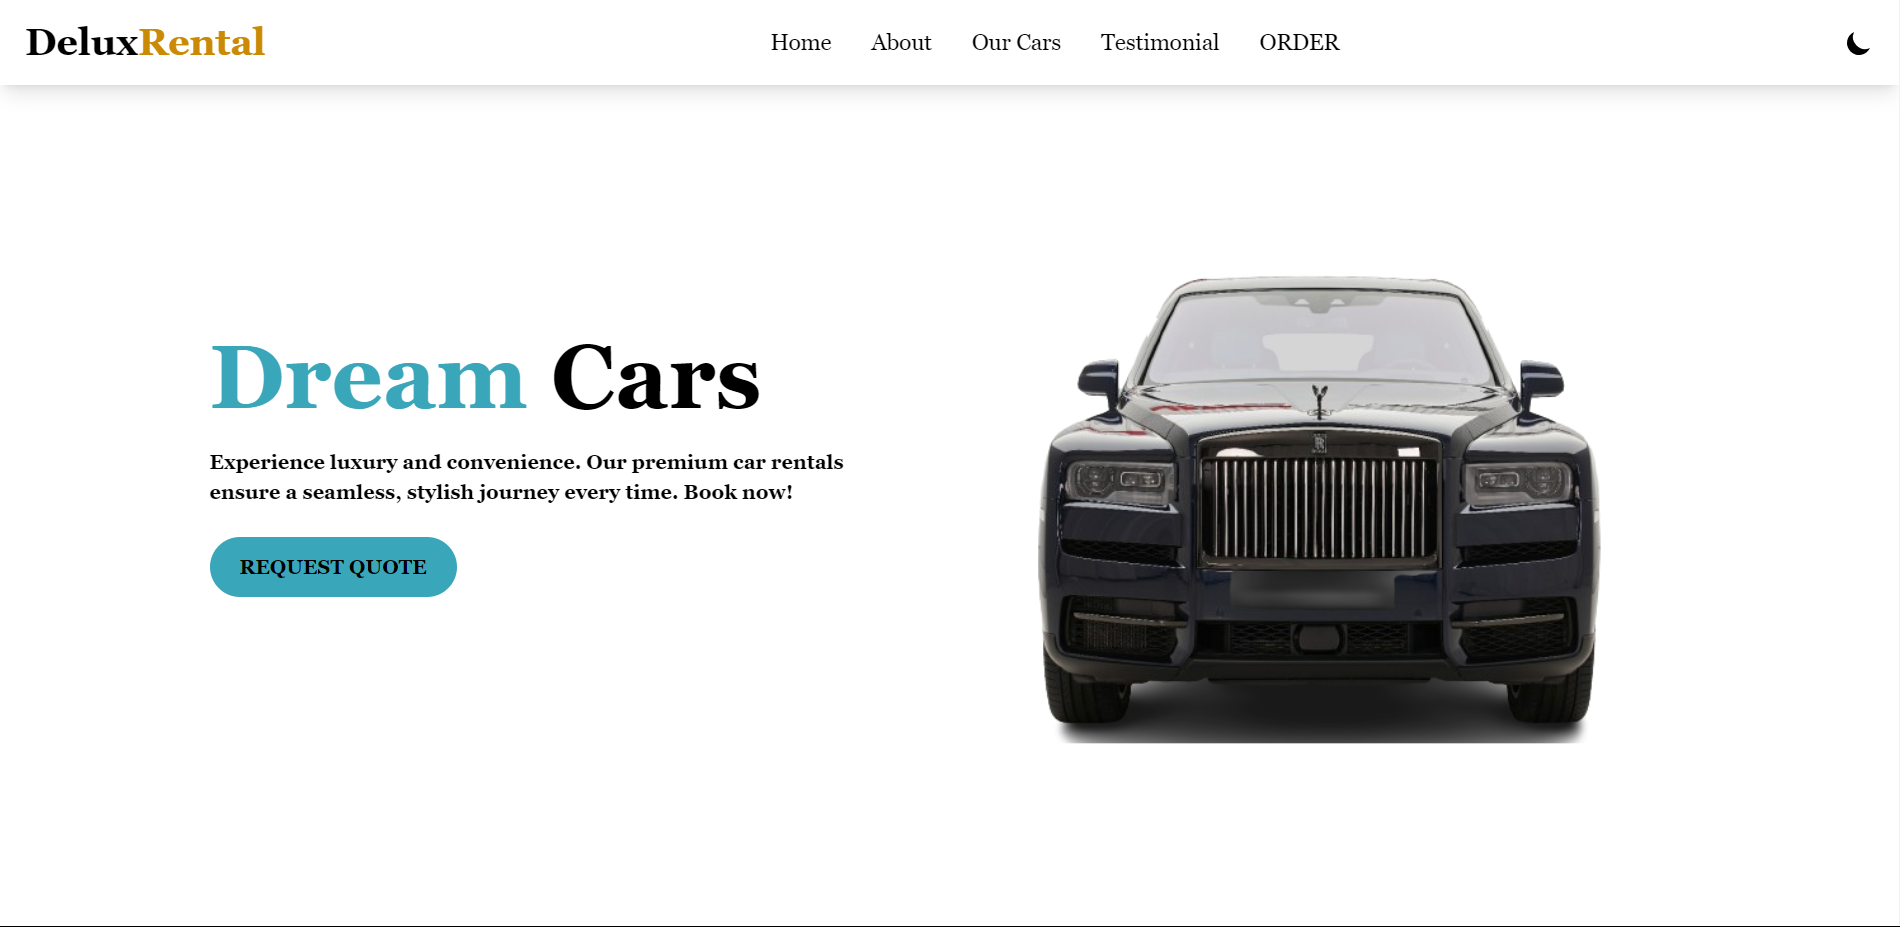 DeluxRental
Home
About
Our Cars
Testimonial
ORDER
Dream Cars
Experience luxury and convenience. Our premium car rentals
ensure a seamless, stylish journey every time. Book now!
REQUEST QUOTE